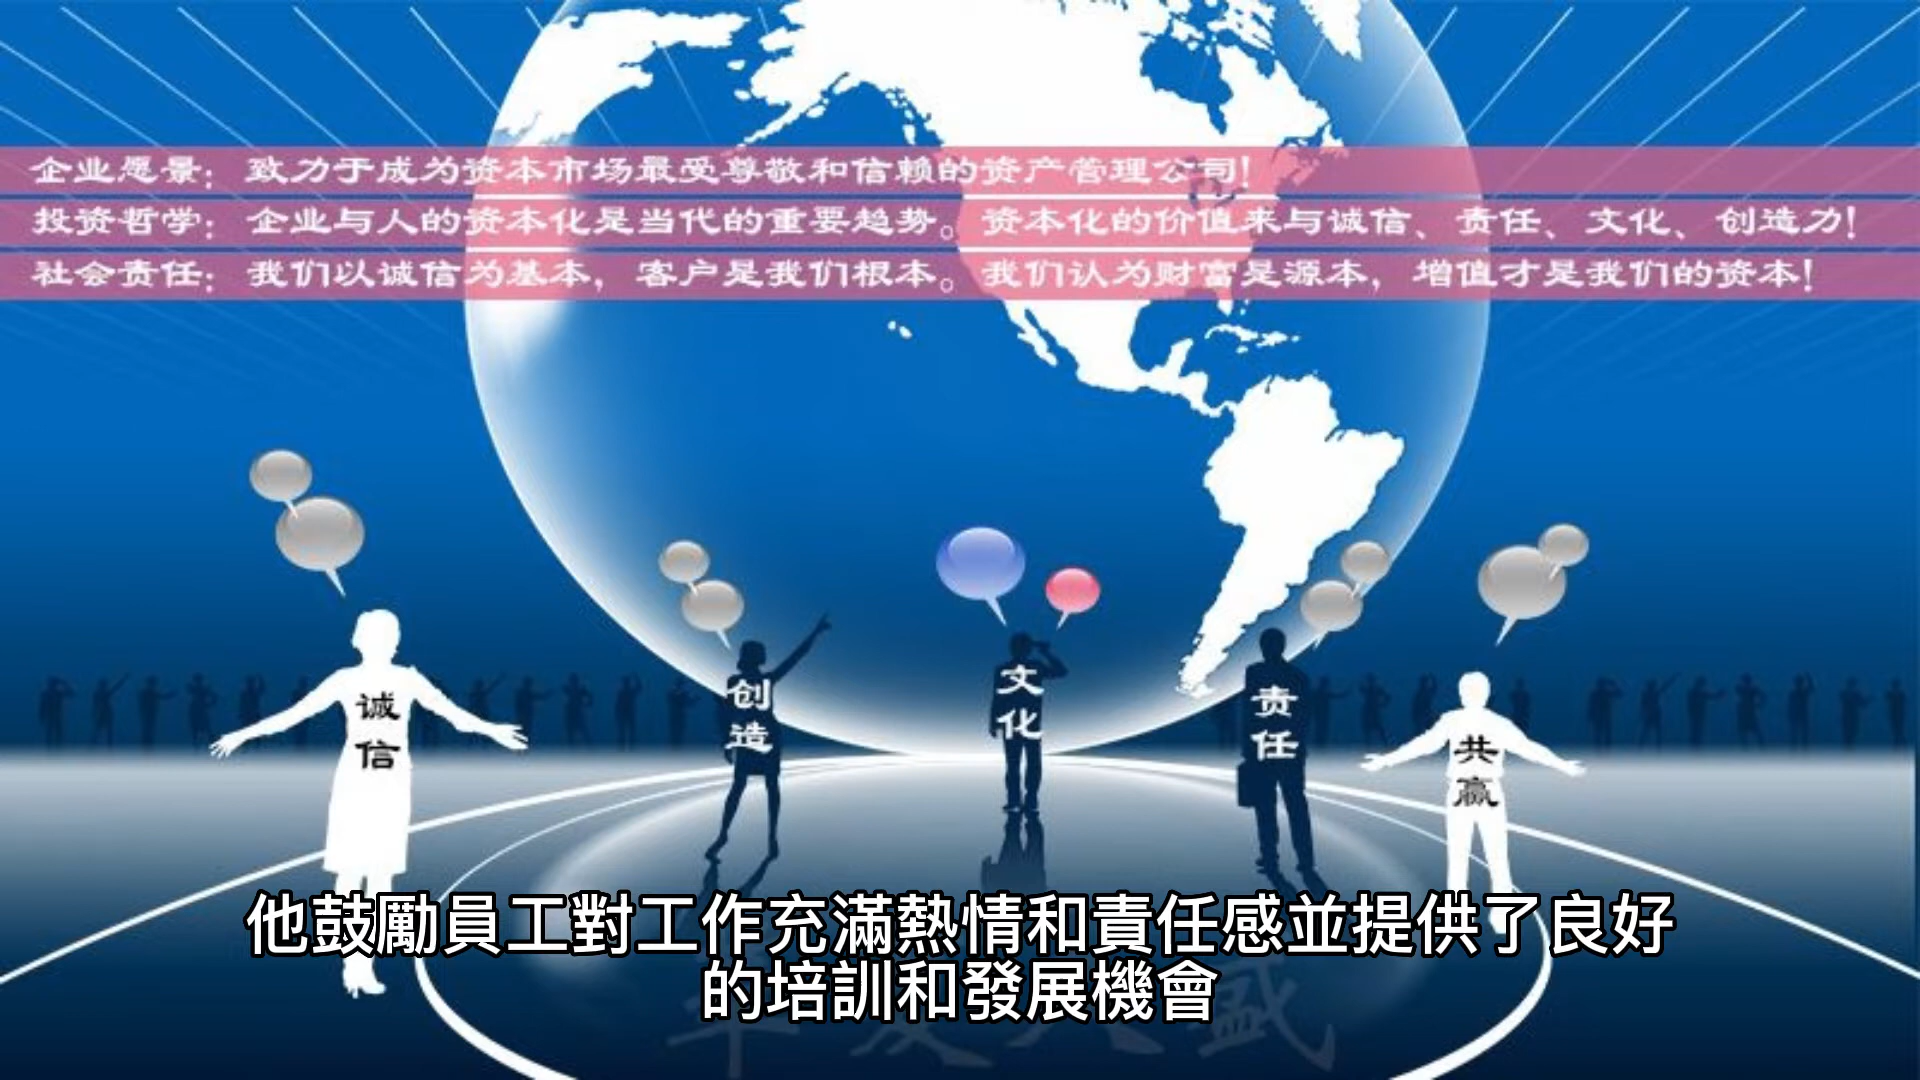 企业愿景：致力于成为资本市场最受尊敬和信赖的资产管理公司！
投资哲学：企业与人的资本化是当代的重要趋势。资本化的价值来与诚信、责任、文化、创造力！
社会责任：我们以诚信为基本，客户是我们根本。我们认为财富是源本，增值才是我们的资本！
诚信
创造
文化
责任
共赢
他鼓勵員工對工作充滿熱情和責任感並提供了良好
的培訓和發展機會